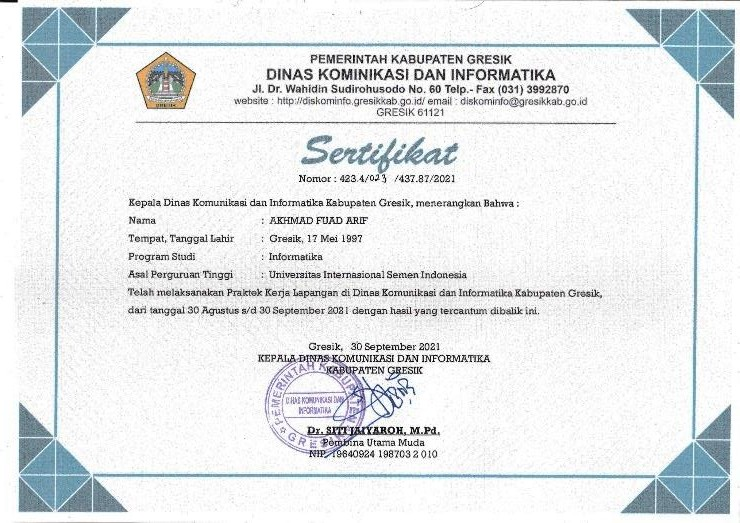 PEMERINTAH KABUPATEN GRESIK
DINAS KOMINIKASI DAN INFORMATIKA
Jl. Dr. Wahidin Sudirohusodo No. 60 Telp.- Fax (031) 3992870
website : http://diskominfo.gresikkab.go.id/ email : diskominfo@gresikkab.go.id
GRESIK 61121
GRESIK
Sertifikat
Nomor : 423.4/023 /437.87/2021
Kepala Dinas Komunikasi dan Informatika Kabupaten Gresik, menerangkan Bahwa :
Nama : AKHMAD FUAD ARIF
Tempat, Tanggal Lahir : Gresik, 17 Mei 1997
Program Studi : Informatika
Asal Perguruan Tinggi : Universitas Internasional Semen Indonesia
Telah melaksanakan Praktek Kerja Lapangan di Dinas Komunikasi dan Informatika Kabupaten Gresik,
dari tanggal 30 Agustus s/d 30 September 2021 dengan hasil yang tercantum dibalik ini.
Gresik, 30 September 2021
KEPALA DINAS KOMUNIKASI DAN INFORMATIKA
KABUPATEN GRESIK
PEMERINTAH KABUPATEN
DINAS KOMUNIKASI DAN
INFORMATIKA
GRESIK
Dr. SITI JAIYAROH, M.Pd.
Pembina Utama Muda
NIP. 19640924 198703 2 010